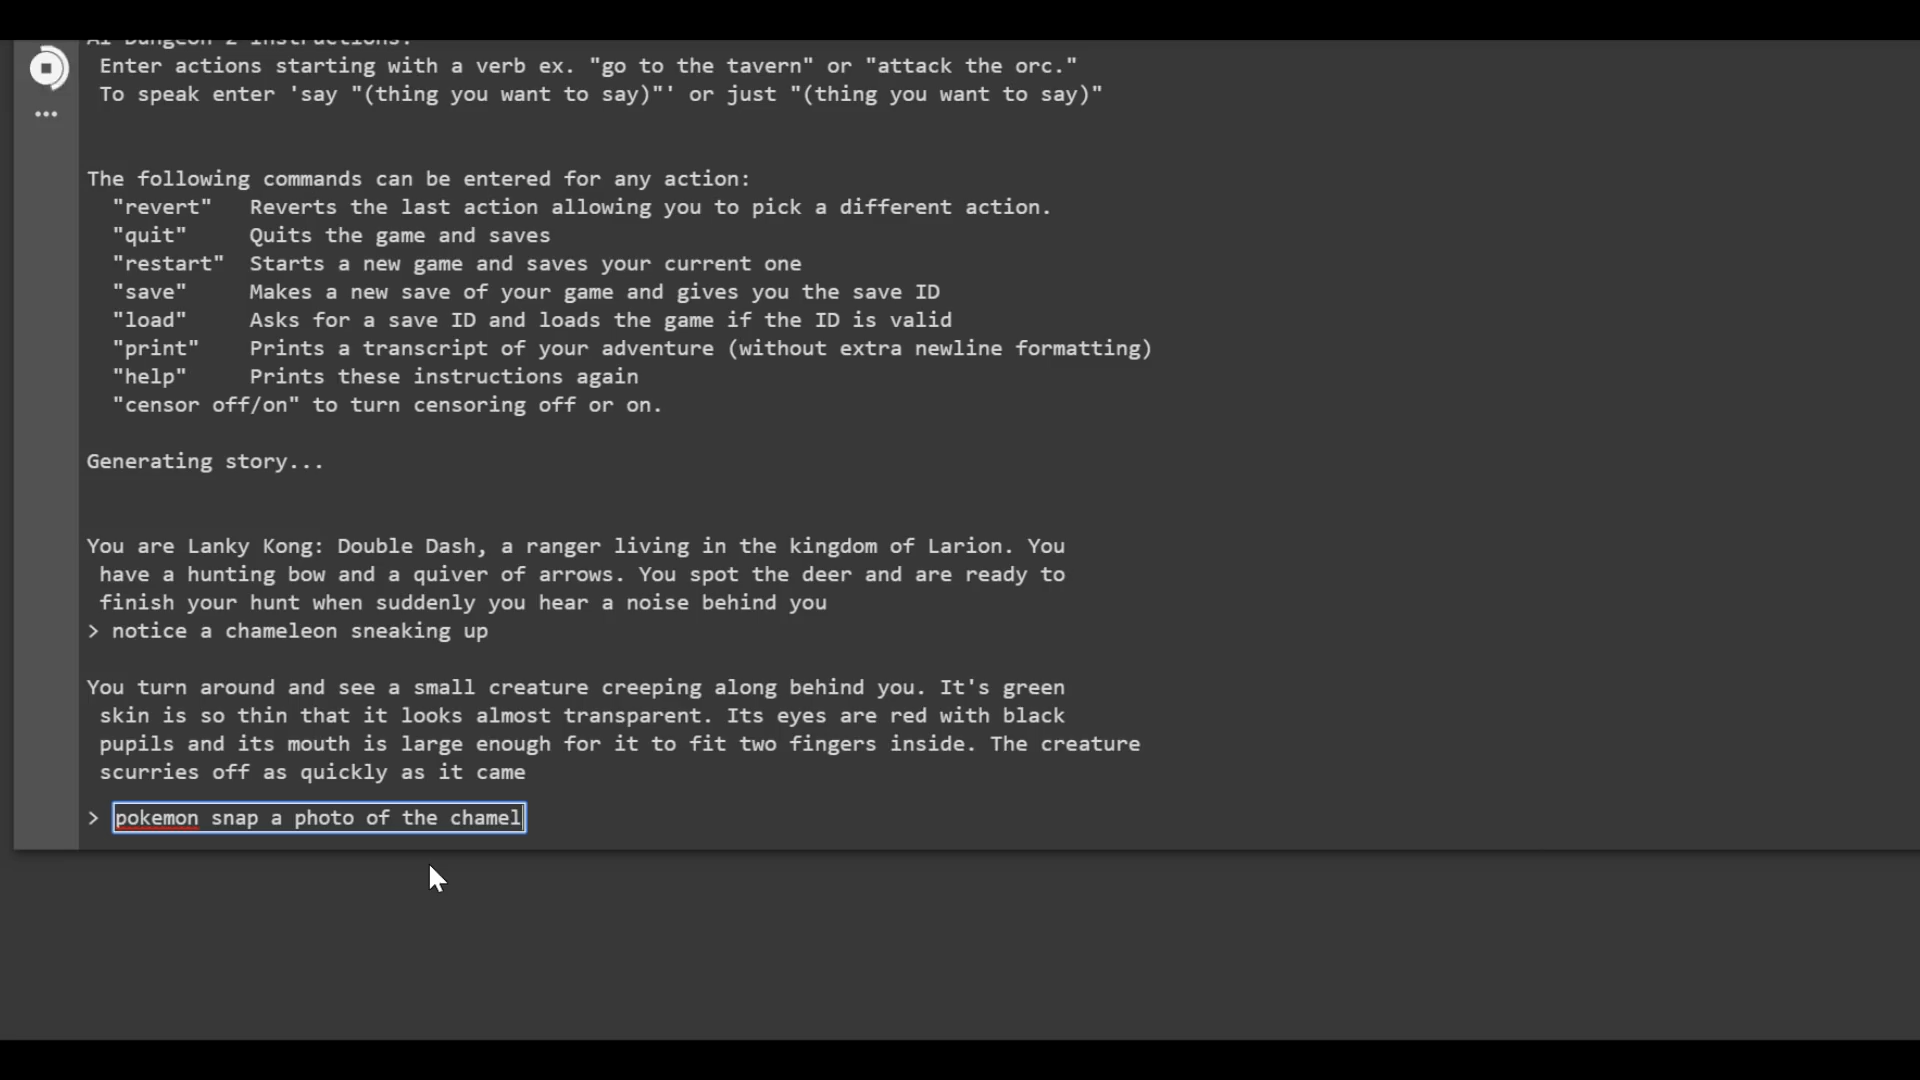 AI Dungeon 2 Instructions:
Enter actions starting with a verb ex. "go to the tavern" or "attack the orc."
To speak enter 'say "(thing you want to say)"' or just "(thing you want to say)"
The following commands can be entered for any action:
"revert" Reverts the last action allowing you to pick a different action.
"quit" Quits the game and saves
"restart" Starts a new game and saves your current one
"save" Makes a new save of your game and gives you the save ID
"load" Asks for a save ID and loads the game if the ID is valid
"print" Prints a transcript of your adventure (without extra newline formatting)
"help" Prints these instructions again
"censor off/on" to turn censoring off or on.
Generating story...
You are Lanky Kong: Double Dash, a ranger living in the kingdom of Larion. You
have a hunting bow and a quiver of arrows. You spot the deer and are ready to
finish your hunt when suddenly you hear a noise behind you
> notice a chameleon sneaking up
You turn around and see a small creature creeping along behind you. It's green
skin is so thin that it looks almost transparent. Its eyes are red with black
pupils and its mouth is large enough for it to fit two fingers inside. The creature
scurries off as quickly as it came
> pokemon snap a photo of the chamel